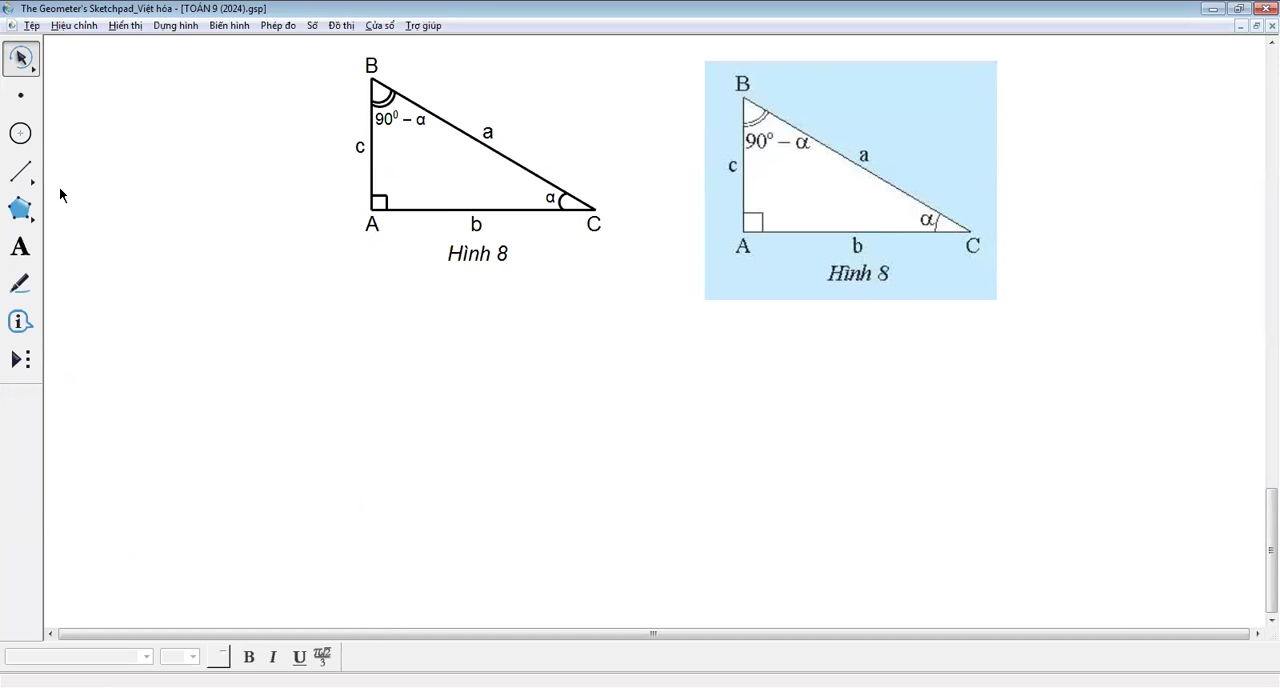 The Geometer's Sketchpad_Việt hóa - [TOÁN 9 (2024).gsp]
Tệp Hiệu chỉnh Hiển thị Dựng hình Biến hình Phép đo Số Đồ thị Cửa sổ Trợ giúp
B
90⁰ – α
a
c
α
A
b
C
Hình 8
B
90° – α
a
c
α
A
b
C
Hình 8
A
B I U